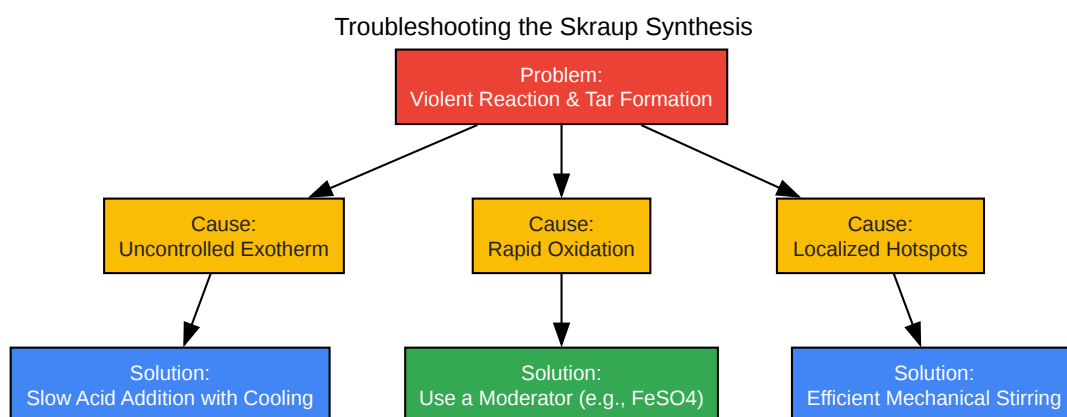 Troubleshooting the Skraup Synthesis
Problem:
Violent Reaction & Tar Formation
Cause:
Uncontrolled Exotherm
Cause:
Rapid Oxidation
Cause:
Localized Hotspots
Solution:
Slow Acid Addition with Cooling
Solution:
Use a Moderator (e.g., FeSO4)
Solution:
Efficient Mechanical Stirring